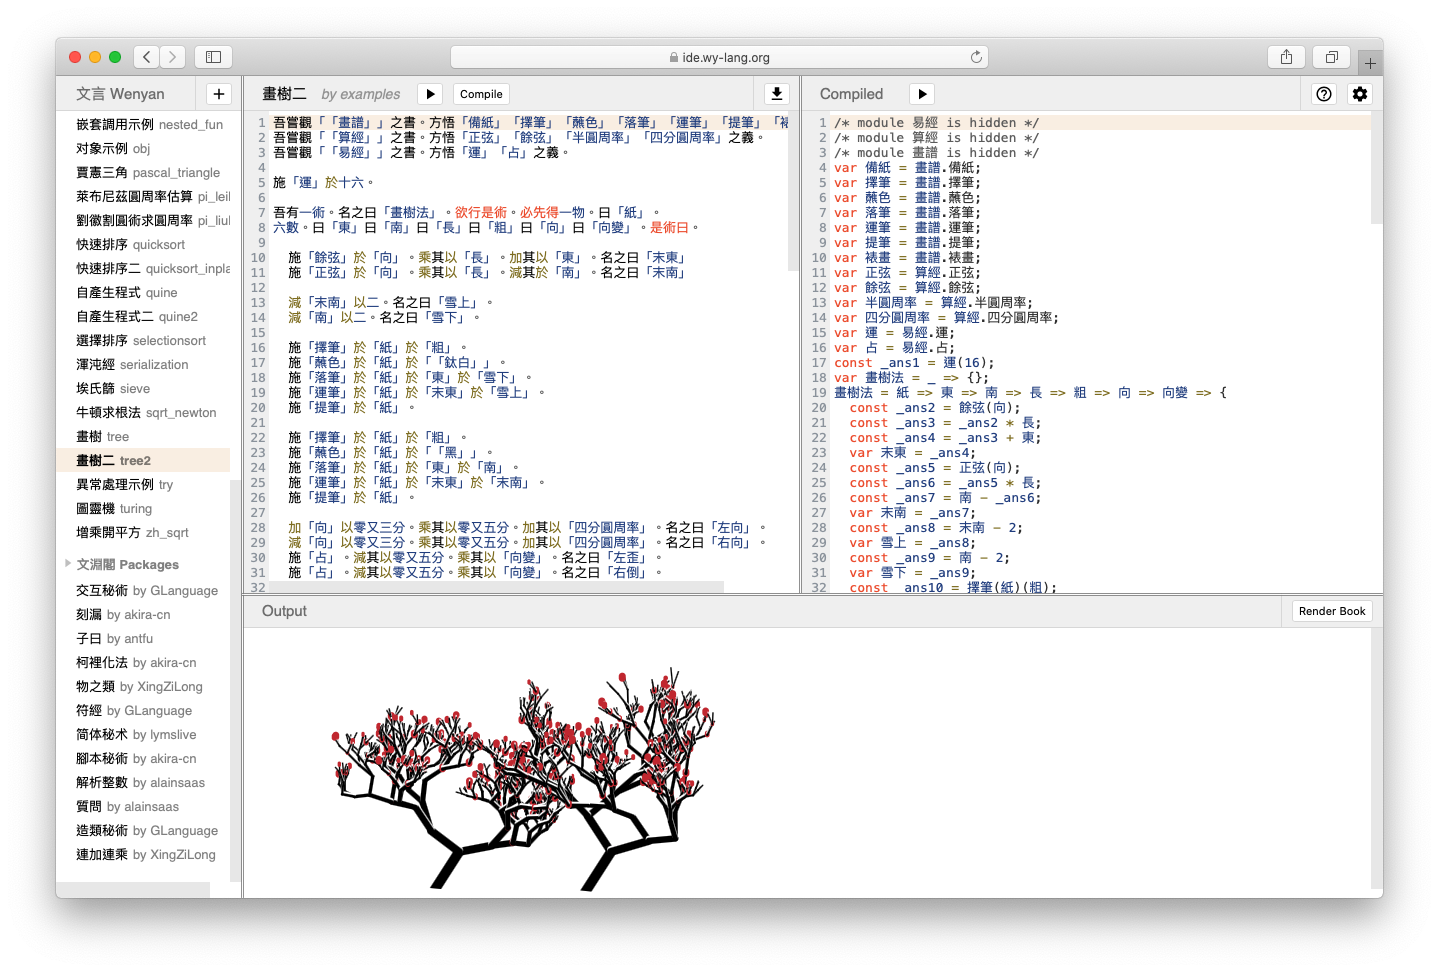 ide.wy-lang.org
文言 Wenyan
+
嵌套調用示例 nested_fun
对象示例 obj
賈憲三角 pascal_triangle
萊布尼茲圓周率估算 pi_leil
劉徽割圓術求圓周率 pi_liul
快速排序 quicksort
快速排序二 quicksort_inpla
自產生程式 quine
自產生程式二 quine2
選擇排序 selectionsort
渾沌經 serialization
埃氏篩 sieve
牛頓求根法 sqrt_newton
畫樹 tree
畫樹二 tree2
異常處理示例 try
圖靈機 turing
增乘開平方 zh_sqrt
文淵閣 Packages
交互秘術 by GLanguage
刻漏 by akira-cn
子曰 by antfu
柯裡化法 by akira-cn
物之類 by XingZiLong
符經 by GLanguage
简体秘术 by lymslive
腳本秘術 by akira-cn
解析整數 by alainsaas
質問 by alainsaas
造類秘術 by GLanguage
連加連乘 by XingZiLong
畫樹二 by examples
Compile
1 吾嘗觀「「畫譜」」之書。方悟「備紙」「擇筆」「蘸色」「落筆」「運筆」「提筆」「裱
2 吾嘗觀「「算經」」之書。方悟「正弦」「餘弦」「半圓周率」「四分圓周率」之義。
3 吾嘗觀「「易經」」之書。方悟「運」「占」之義。
4
5 施「運」於十六。
6
7 吾有一術。名之曰「畫樹法」。欲行是術。必先得一物。曰「紙」。
8 六數。曰「東」曰「南」曰「長」曰「粗」曰「向」曰「向變」。是術曰。
9
10 施「餘弦」於「向」。乘其以「長」。加其以「東」。名之曰「末東」
11 施「正弦」於「向」。乘其以「長」。減其於「南」。名之曰「末南」
12
13 減「末南」以二。名之曰「雪上」。
14 減「南」以二。名之曰「雪下」。
15
16 施「擇筆」於「紙」於「粗」。
17 施「蘸色」於「紙」於「「鈦白」」。
18 施「落筆」於「紙」於「東」於「雪下」。
19 施「運筆」於「紙」於「末東」於「雪上」。
20 施「提筆」於「紙」。
21
22 施「擇筆」於「紙」於「粗」。
23 施「蘸色」於「紙」於「「黑」」。
24 施「落筆」於「紙」於「東」於「南」。
25 施「運筆」於「紙」於「末東」於「末南」。
26 施「提筆」於「紙」。
27
28 加「向」以零又三分。乘其以零又五分。加其以「四分圓周率」。名之曰「左向」。
29 減「向」以零又三分。乘其以零又五分。加其以「四分圓周率」。名之曰「右向」。
30 施「占」。減其以零又五分。乘其以「向變」。名之曰「左歪」。
31 施「占」。減其以零又五分。乘其以「向變」。名之曰「右倒」。
32
Compiled
1 /* module 易經 is hidden */
2 /* module 算經 is hidden */
3 /* module 畫譜 is hidden */
4 var 備紙 = 畫譜.備紙;
5 var 擇筆 = 畫譜.擇筆;
6 var 蘸色 = 畫譜.蘸色;
7 var 落筆 = 畫譜.落筆;
8 var 運筆 = 畫譜.運筆;
9 var 提筆 = 畫譜.提筆;
10 var 裱畫 = 畫譜.裱畫;
11 var 正弦 = 算經.正弦;
12 var 餘弦 = 算經.餘弦;
13 var 半圓周率 = 算經.半圓周率;
14 var 四分圓周率 = 算經.四分圓周率;
15 var 運 = 易經.運;
16 var 占 = 易經.占;
17 const _ans1 = 運(16);
18 var 畫樹法 = _ => {};
19 畫樹法 = 紙 => 東 => 南 => 長 => 粗 => 向 => 向變 => {
20 const _ans2 = 餘弦(向);
21 const _ans3 = _ans2 * 長;
22 const _ans4 = _ans3 + 東;
23 var 末東 = _ans4;
24 const _ans5 = 正弦(向);
25 const _ans6 = _ans5 * 長;
26 const _ans7 = 南 - _ans6;
27 var 末南 = _ans7;
28 const _ans8 = 末南 - 2;
29 var 雪上 = _ans8;
30 const _ans9 = 南 - 2;
31 var 雪下 = _ans9;
32 const _ans10 = 擇筆(紙)(粗);
Output
Render Book